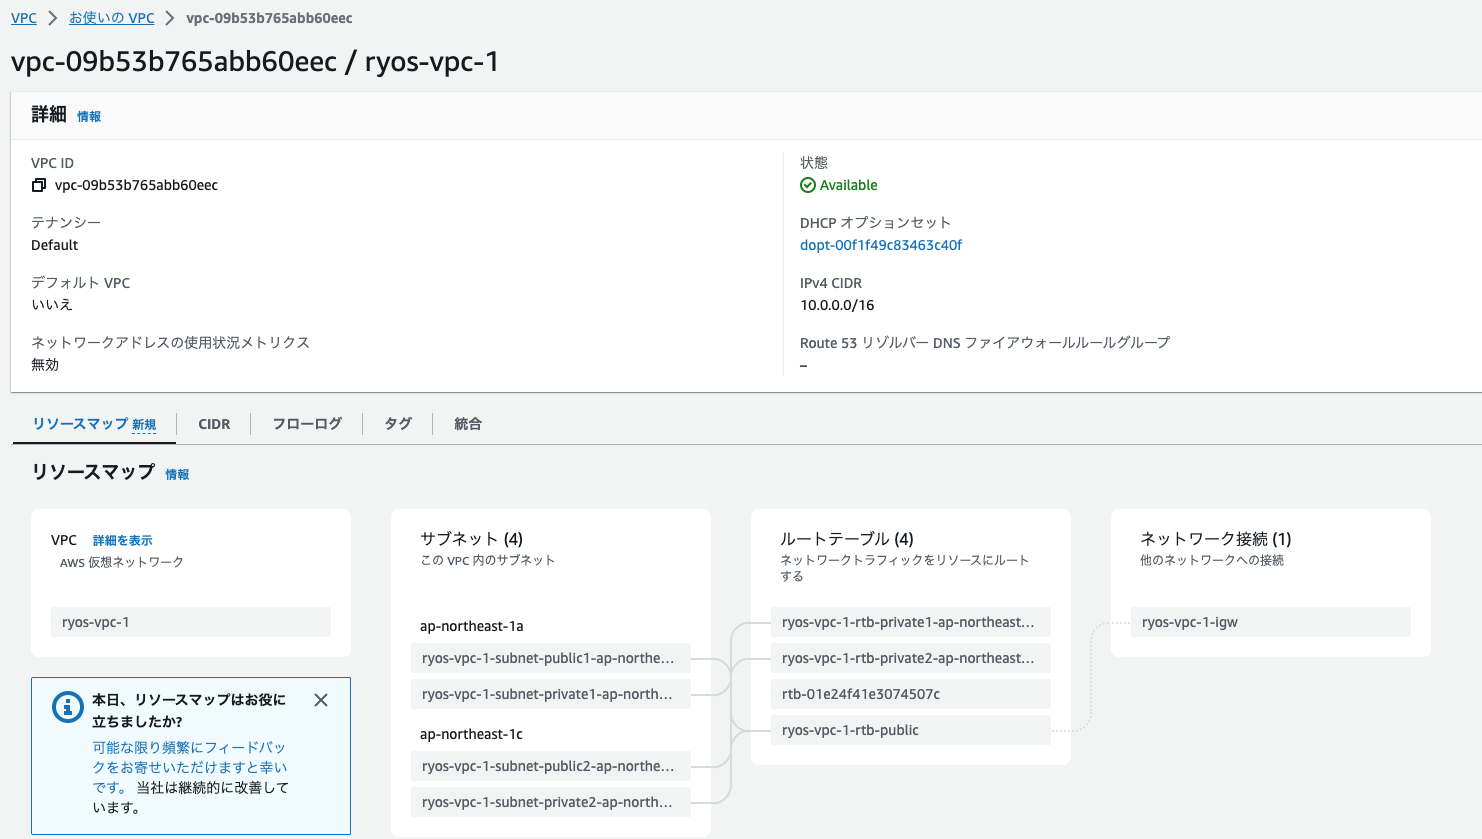 VPC > お使いの VPC > vpc-09b53b765abb60eec
vpc-09b53b765abb60eec / ryos-vpc-1
詳細 情報
VPC ID
vpc-09b53b765abb60eec
テナンシー
Default
デフォルト VPC
いいえ
ネットワークアドレスの使用状況メトリクス
無効
状態
Available
DHCP オプションセット
dopt-00f1f49c83463c40f
IPv4 CIDR
10.0.0.0/16
Route 53 リゾルバー DNS ファイアウォールルールグループ
–
リソースマップ 新規
CIDR
フローログ
タグ
統合
リソースマップ 情報
VPC 詳細を表示
AWS 仮想ネットワーク
ryos-vpc-1
本日、リソースマップはお役に
立ちましたか?
可能な限り頻繁にフィードバッ
クをお寄せいただけますと幸い
です。 当社は継続的に改善して
います。
サブネット (4)
この VPC 内のサブネット
ap-northeast-1a
ryos-vpc-1-subnet-public1-ap-northe...
ryos-vpc-1-subnet-private1-ap-north...
ap-northeast-1c
ryos-vpc-1-subnet-public2-ap-northe...
ryos-vpc-1-subnet-private2-ap-north...
ルートテーブル (4)
ネットワークトラフィックをリソースにルート
する
ryos-vpc-1-rtb-private1-ap-northeast...
ryos-vpc-1-rtb-private2-ap-northeast...
rtb-01e24f41e3074507c
ryos-vpc-1-rtb-public
ネットワーク接続 (1)
他のネットワークへの接続
ryos-vpc-1-igw